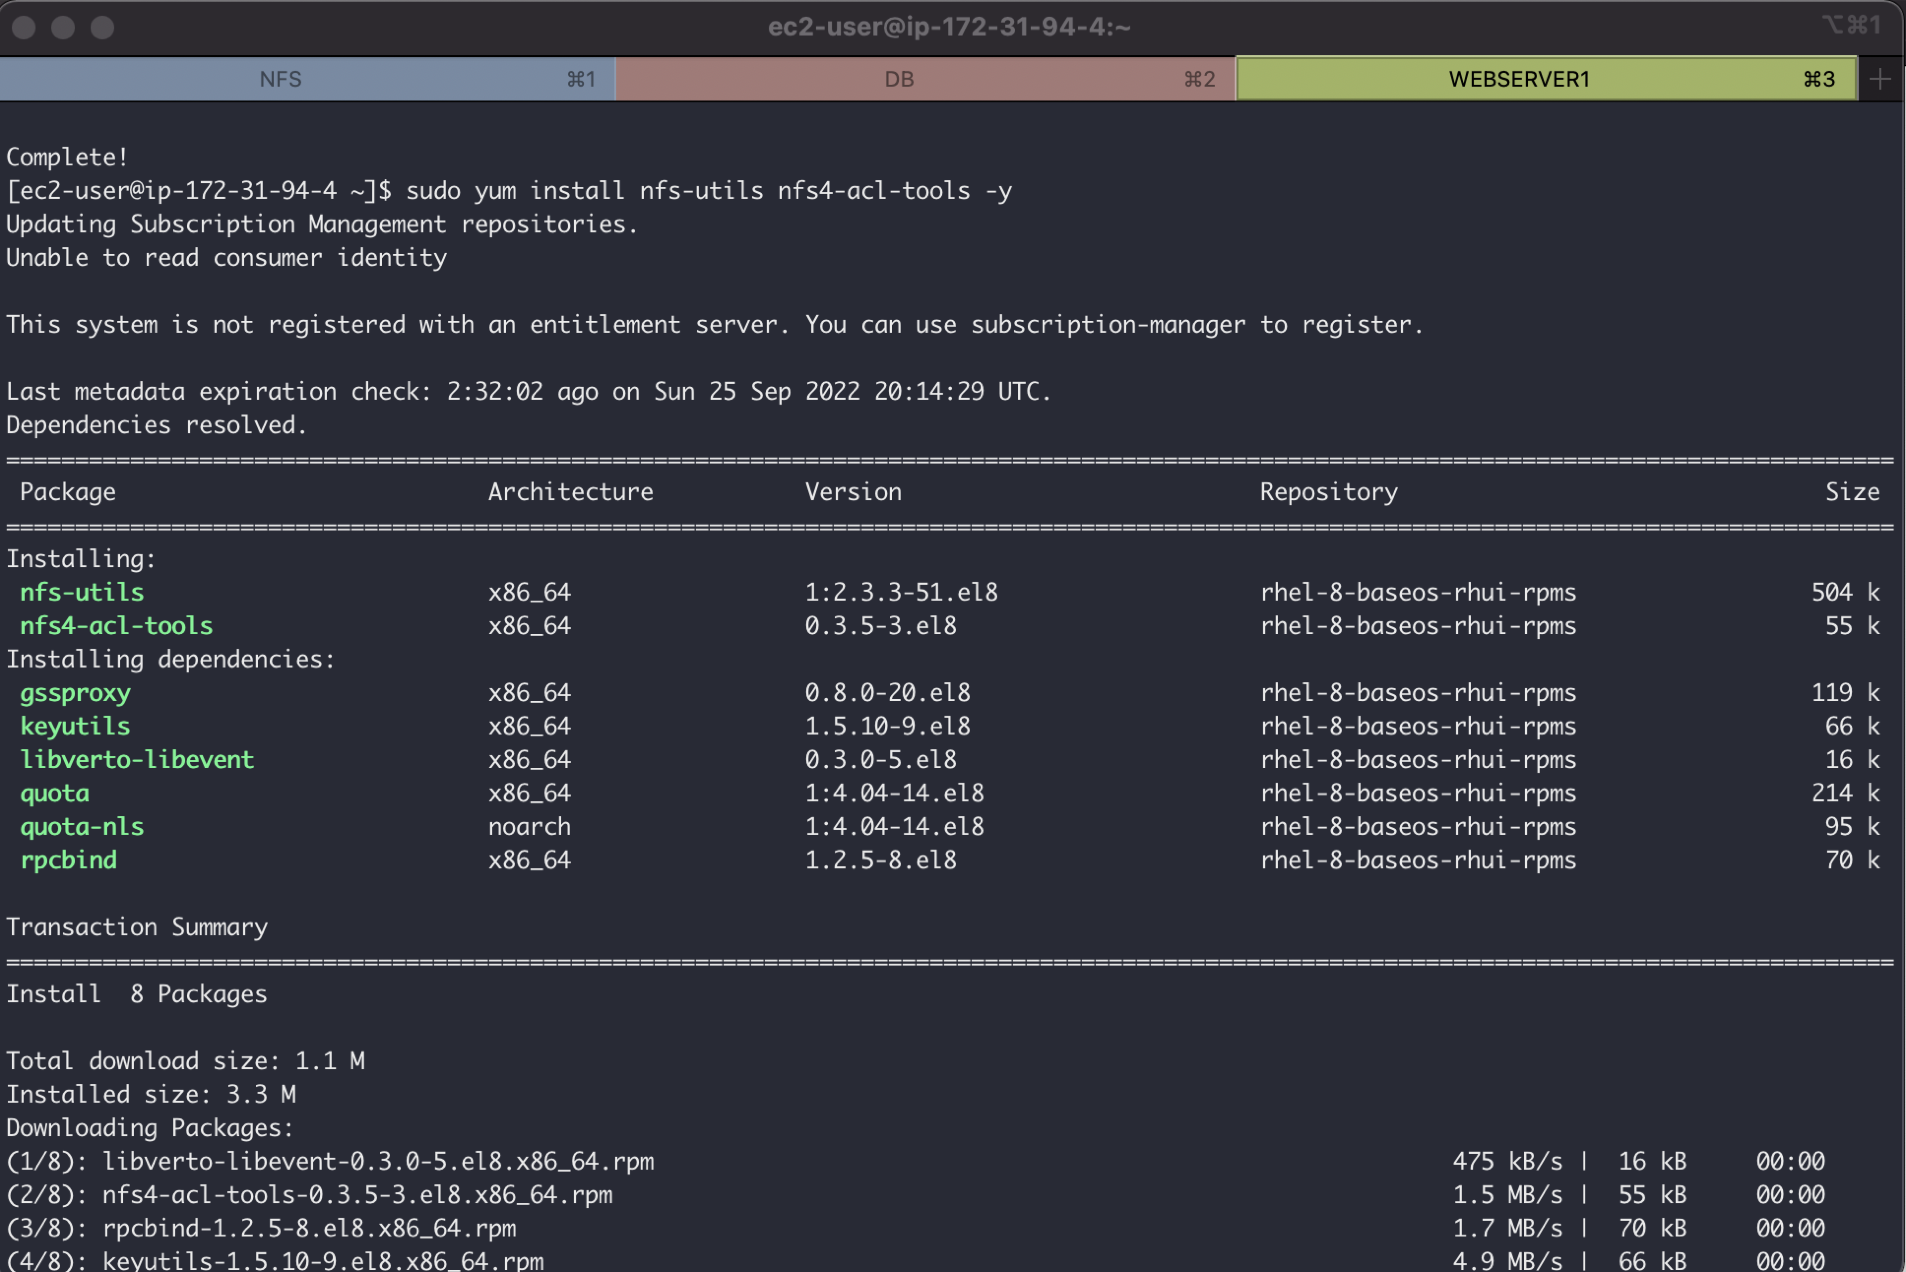 ec2-user@ip-172-31-94-4:~ ⌥⌘1
NFS ⌘1 DB ⌘2 WEBSERVER1 ⌘3 +
Complete!
[ec2-user@ip-172-31-94-4 ~]$ sudo yum install nfs-utils nfs4-acl-tools -y
Updating Subscription Management repositories.
Unable to read consumer identity
This system is not registered with an entitlement server. You can use subscription-manager to register.
Last metadata expiration check: 2:32:02 ago on Sun 25 Sep 2022 20:14:29 UTC.
Dependencies resolved.
Package Architecture Version Repository Size
Installing:
nfs-utils x86_64 1:2.3.3-51.el8 rhel-8-baseos-rhui-rpms 504 k
nfs4-acl-tools x86_64 0.3.5-3.el8 rhel-8-baseos-rhui-rpms 55 k
Installing dependencies:
gssproxy x86_64 0.8.0-20.el8 rhel-8-baseos-rhui-rpms 119 k
keyutils x86_64 1.5.10-9.el8 rhel-8-baseos-rhui-rpms 66 k
libverto-libevent x86_64 0.3.0-5.el8 rhel-8-baseos-rhui-rpms 16 k
quota x86_64 1:4.04-14.el8 rhel-8-baseos-rhui-rpms 214 k
quota-nls noarch 1:4.04-14.el8 rhel-8-baseos-rhui-rpms 95 k
rpcbind x86_64 1.2.5-8.el8 rhel-8-baseos-rhui-rpms 70 k
Transaction Summary
Install 8 Packages
Total download size: 1.1 M
Installed size: 3.3 M
Downloading Packages:
(1/8): libverto-libevent-0.3.0-5.el8.x86_64.rpm 475 kB/s | 16 kB 00:00
(2/8): nfs4-acl-tools-0.3.5-3.el8.x86_64.rpm 1.5 MB/s | 55 kB 00:00
(3/8): rpcbind-1.2.5-8.el8.x86_64.rpm 1.7 MB/s | 70 kB 00:00
(4/8): keyutils-1.5.10-9.el8.x86_64.rpm 4.9 MB/s | 66 kB 00:00